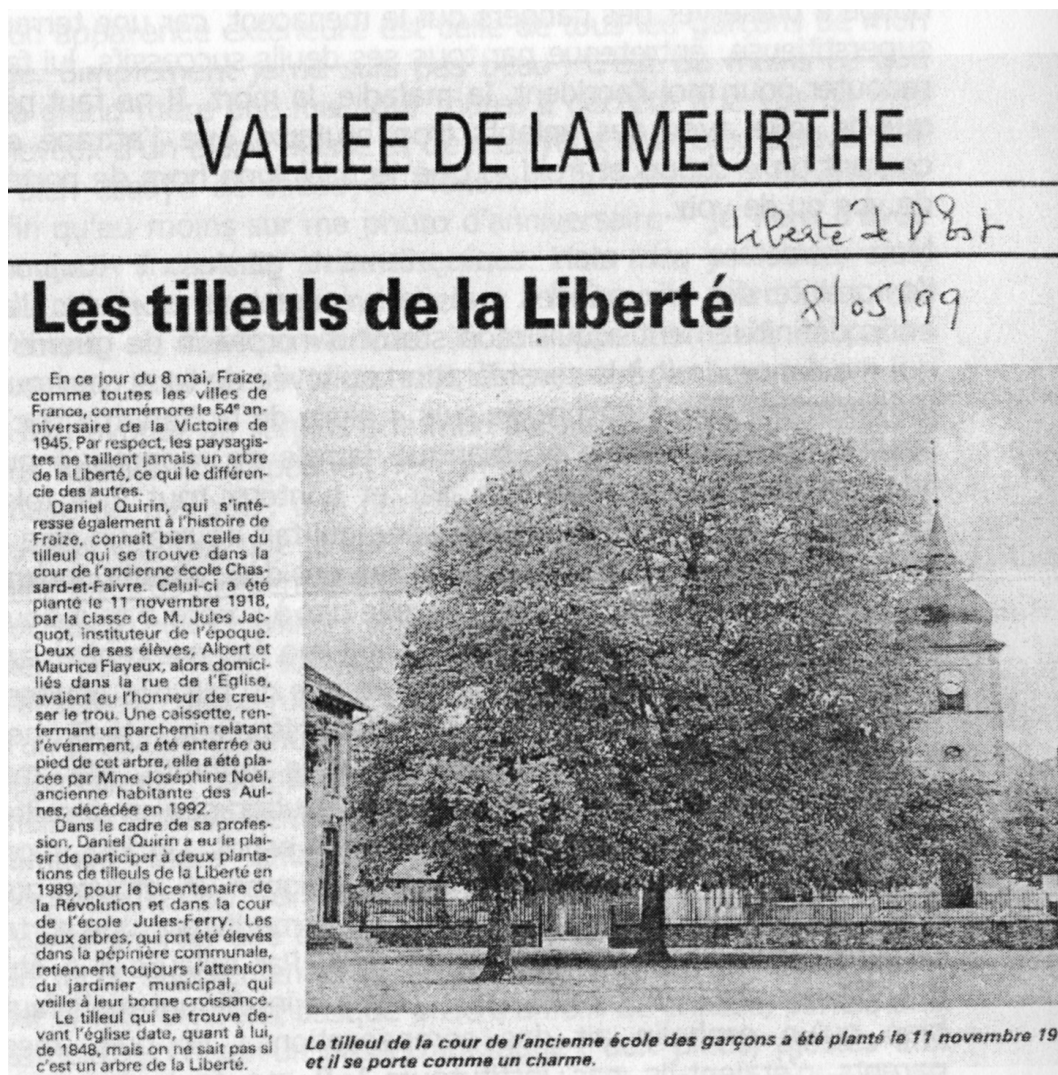 VALLEE DE LA MEURTHE
Liberté de l'Est
Les tilleuls de la Liberté
8/05/99
En ce jour du 8 mai, Fraize,
comme toutes les villes de
France, commémore le 54e an-
niversaire de la Victoire de
1945. Par respect, les paysagis-
tes ne taillent jamais un arbre
de la Liberté, ce qui le différen-
cie des autres.
Daniel Quirin, qui s'inté-
resse également à l'histoire de
Fraize, connaît bien celle du
tilleul qui se trouve dans la
cour de l'ancienne école Chas-
sard-et-Faivre. Celui-ci a été
planté le 11 novembre 1918,
par la classe de M. Jules Jac-
quot, instituteur de l'époque.
Deux de ses élèves, Albert et
Maurice Flayeux, alors domici-
liés dans la rue de l'Eglise,
avaient eu l'honneur de creu-
ser le trou. Une caissette, ren-
fermant un parchemin relatant
l'événement, a été enterrée au
pied de cet arbre, elle a été pla-
cée par Mme Joséphine Noël,
ancienne habitante des Aul-
nes, décédée en 1992.
Dans le cadre de sa profes-
sion, Daniel Quirin a eu le plai-
sir de participer à deux planta-
tions de tilleuls de la Liberté en
1989, pour le bicentenaire de
la Révolution et dans la cour
de l'école Jules-Ferry. Les
deux arbres, qui ont été élevés
dans la pépinière communale,
retiennent toujours l'attention
du jardinier municipal, qui
veille à leur bonne croissance.
Le tilleul qui se trouve de-
vant l'église date, quant à lui,
de 1848, mais on ne sait pas si
c'est un arbre de la Liberté.
Le tilleul de la cour de l'ancienne école des garçons a été planté le 11 novembre 19
et il se porte comme un charme.